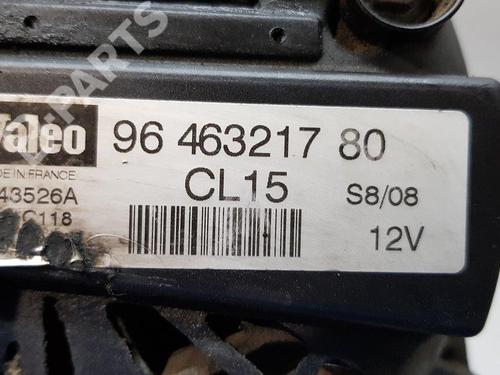 Valeo
96 463217 80
DE IN FRANCE
CL15
S8/08
43526A
C118
12V
-PARTS